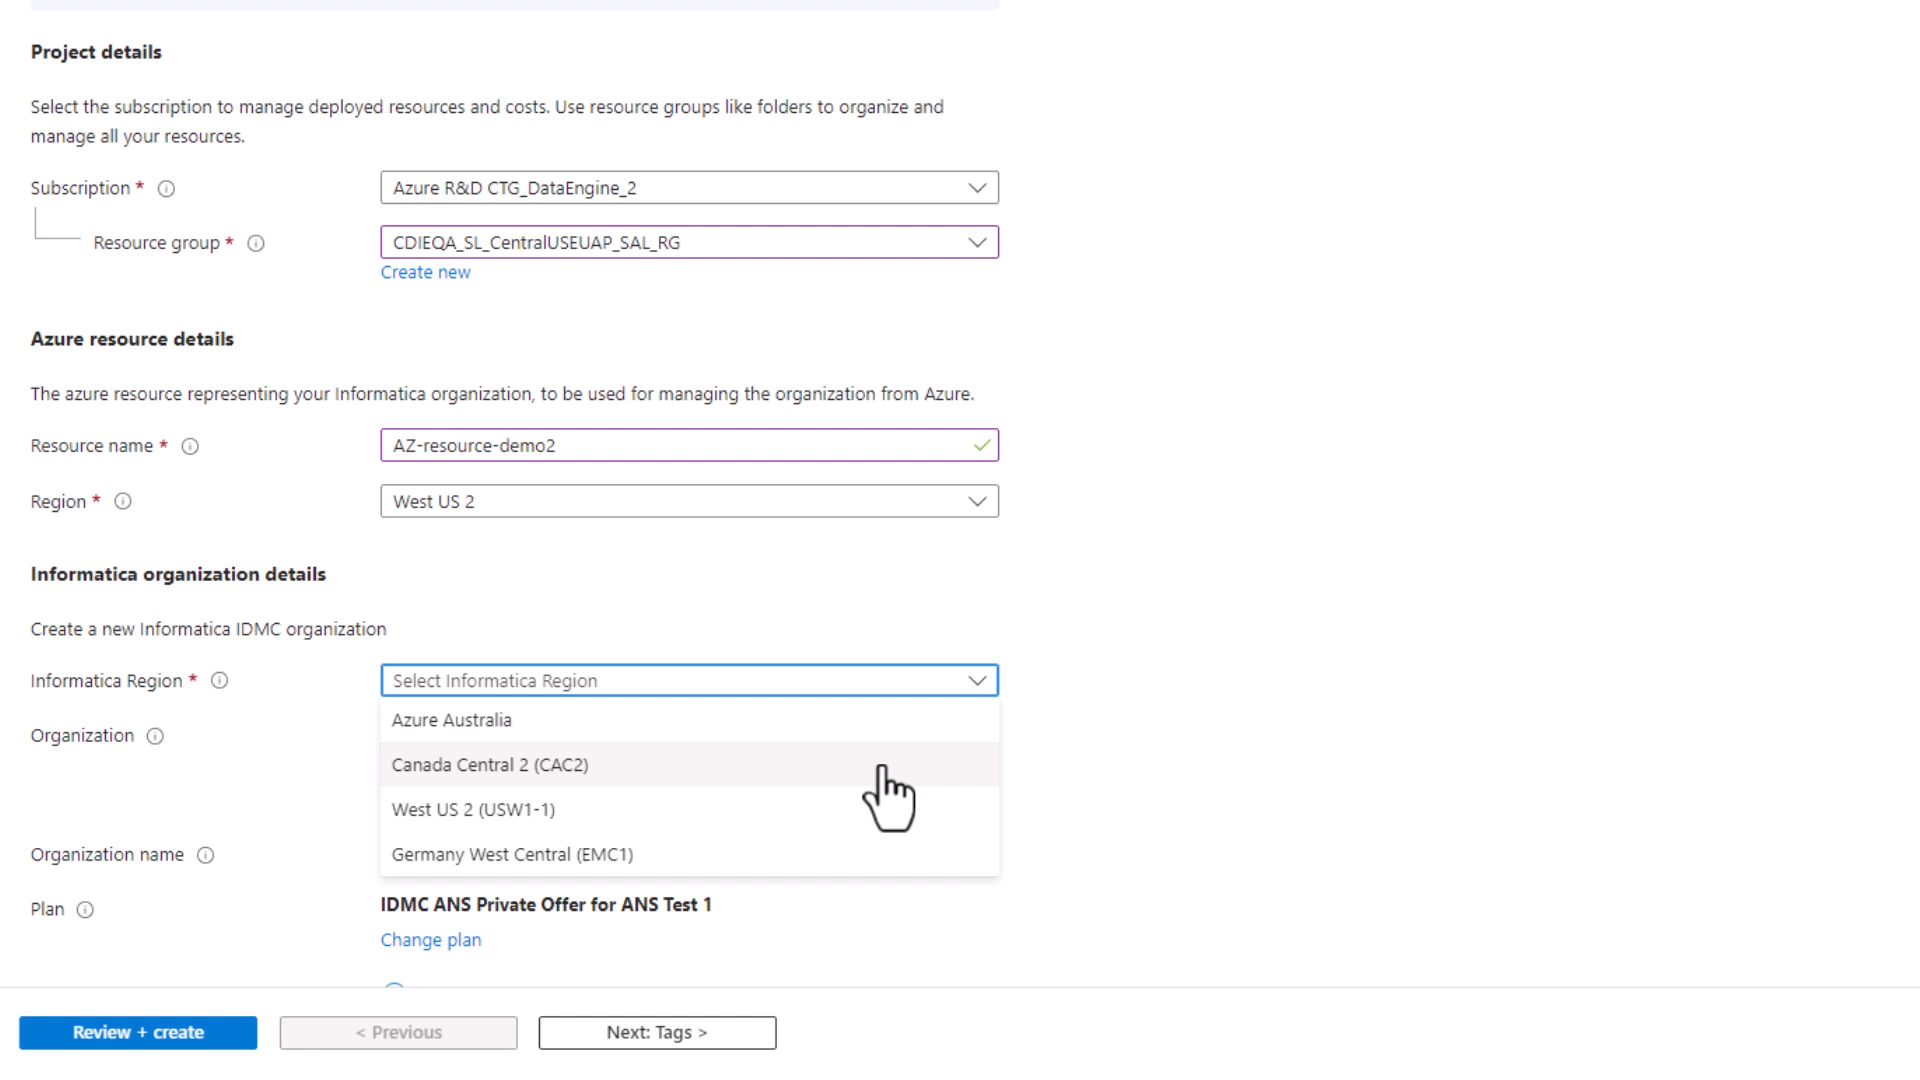 Project details
Select the subscription to manage deployed resources and costs. Use resource groups like folders to organize and
manage all your resources.
Subscription *
Azure R&D CTG_DataEngine_2
Resource group *
CDIEQA_SL_CentralUSEUAP_SAL_RG
Create new
Azure resource details
The azure resource representing your Informatica organization, to be used for managing the organization from Azure.
Resource name *
AZ-resource-demo2
Region *
West US 2
Informatica organization details
Create a new Informatica IDMC organization
Informatica Region *
Select Informatica Region
Azure Australia
Organization
Canada Central 2 (CAC2)
West US 2 (USW1-1)
Organization name
Germany West Central (EMC1)
Plan
IDMC ANS Private Offer for ANS Test 1
Change plan
Review + create
< Previous
Next: Tags >